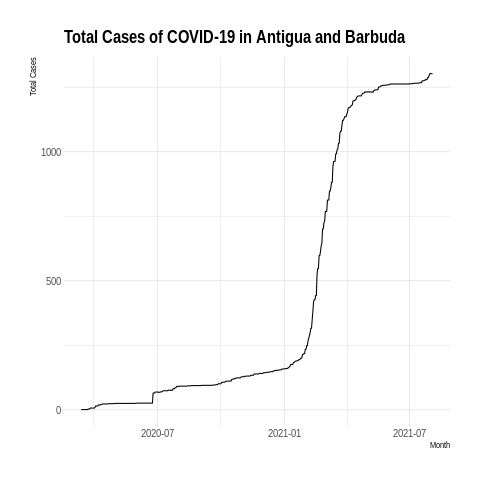 Total Cases of COVID-19 in Antigua and Barbuda
Total Cases
1000
500
0
2020-07 2021-01 2021-07
Month